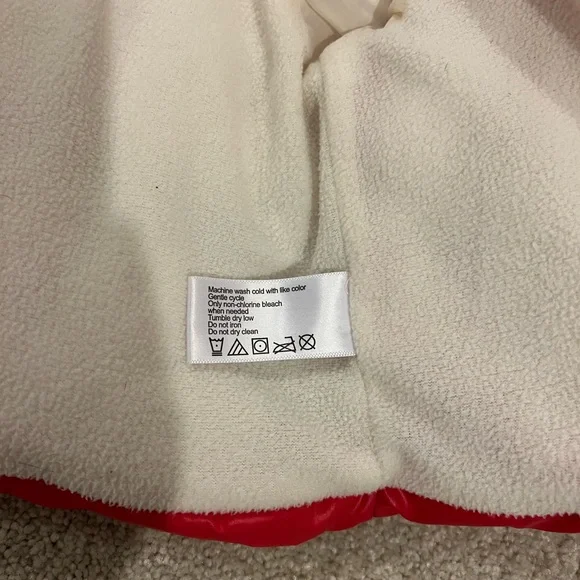 Machine wash cold with like color
Gentle cycle
Only non-chlorine bleach
when needed
Tumble dry low
Do not iron
Do not dry clean